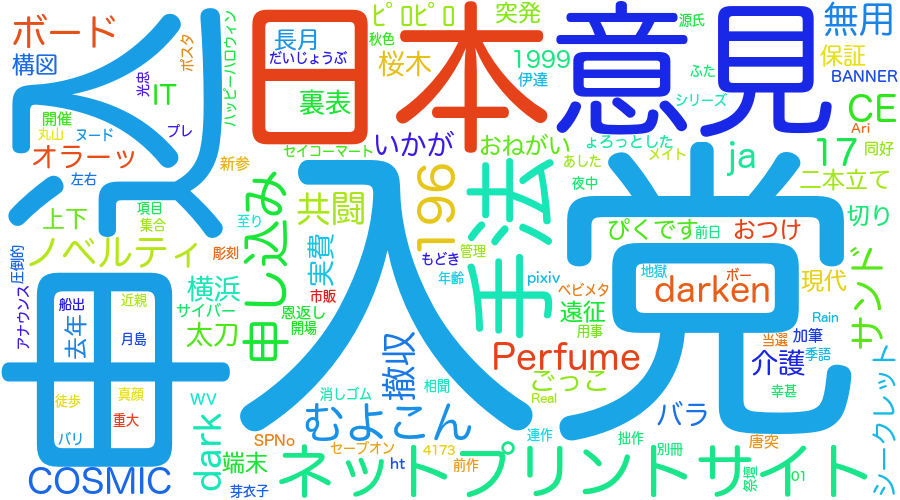 ボード
日本
意見
ピロピロ
突発
無用
源氏
構図
長月
だいじょうぶ
秋色
桜木
1999
伊達
保証
BANNER
ポスタ
ハッピーハロウィン
光忠
IT
裏表
ふた
シリーズ
CE
開催
丸山
ヌード
プレ
いかが
おねがい
ょろっとした
Ari
オラーッ
新参
セイコーマート
あした
メイト
17
同好
左右
夜中
ja
二本立て
申し込み
入党
手法
196
共闘
上下
項目
集合
至り
ぴくです
前日
おつけ
切り
ノベルティ
彫刻
実費
もどき
管理
地獄
ボー
圧倒的
アナウンス
横浜
市販
年齢
pixiv
ベビメタ
darken
現代
サンド
船出
近親
サイバー
恩返し
遠征
Rain
去年
月島
太刀
開場
用事
当選
加筆
季語
Perfume
介護
シークレット
撤収
ごっこ
徒歩
真顔
消しゴム
相聞
Real
幸甚
重大
wv
むよこん
バラ
バリ
dark
SPNo
セーブオン
4173
連作
拙作
別冊
唐突
COSMIC
端末
芽衣子
ネットプリントサイト
ht
前作
祭壇
01